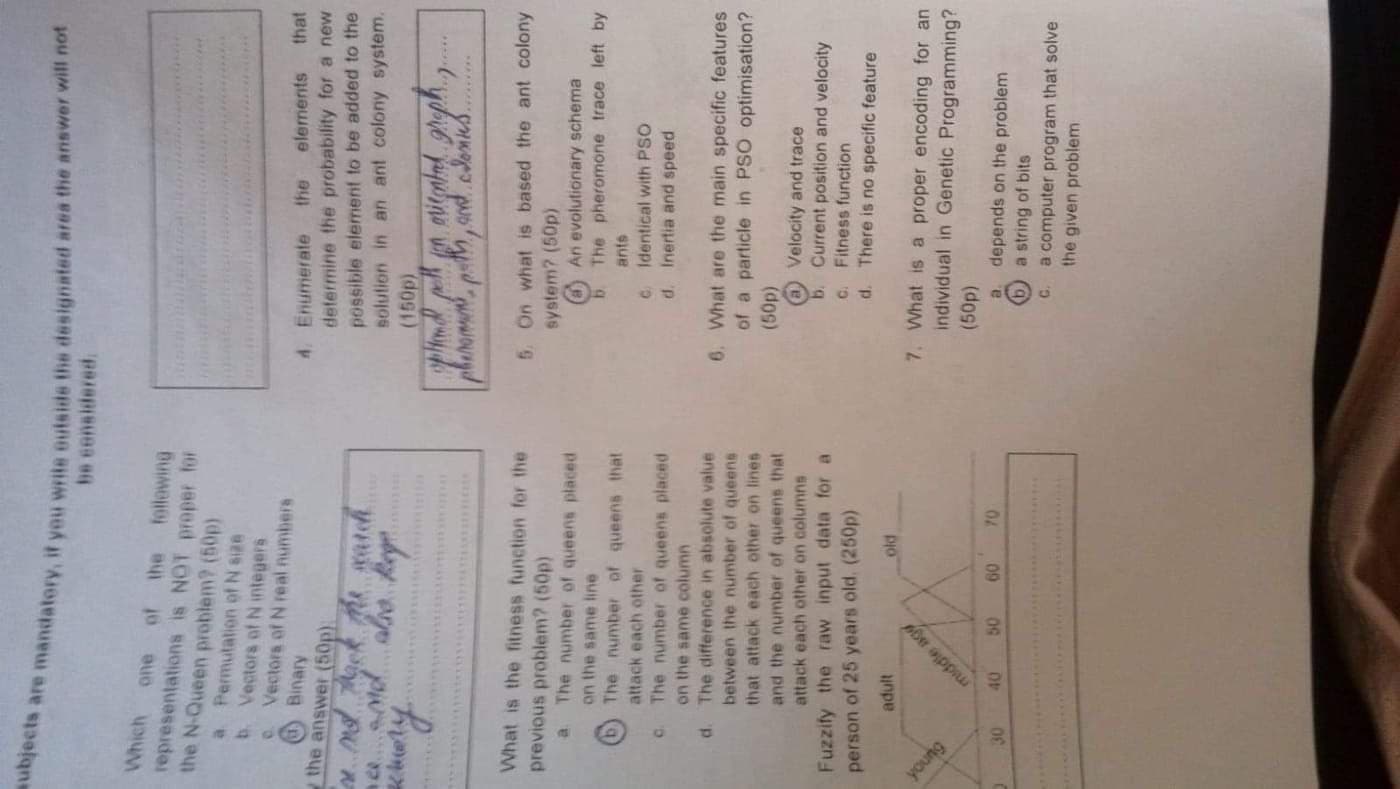 ubjects are mandatory, if you write outside the designated area the answer will not
be considered.
Which one of the following
representations is NOT proper for
the N-Queen problem? (50p)
a. Permutation of N size
b. Vectors of N integers
c. Vectors of N real numbers
d. Binary
the answer (50p):
not the search
and also
What is the fitness function for the
previous problem? (50p)
a. The number of queens placed
on the same line
b. The number of queens that
attack each other
c. The number of queens placed
on the same column
d. The difference in absolute value
between the number of queens
that attack each other on lines
and the number of queens that
attack each other on columns
Fuzzify the raw input data for a
person of 25 years old. (250p)
young adult middle age old
30 40 50 60 70
4. Enumerate the elements that
determine the probability for a new
possible element to be added to the
solution in an ant colony system.
(150p)
optimal path on oriented graph,
paths, and colonies
5. On what is based the ant colony
system? (50p)
a. An evolutionary schema
b. The pheromone trace left by
ants
c. Identical with PSO
d. Inertia and speed
6. What are the main specific features
of a particle in PSO optimisation?
(50p)
a. Velocity and trace
b. Current position and velocity
c. Fitness function
d. There is no specific feature
7. What is a proper encoding for an
individual in Genetic Programming?
(50p)
a. depends on the problem
b. a string of bits
c. a computer program that solve
the given problem